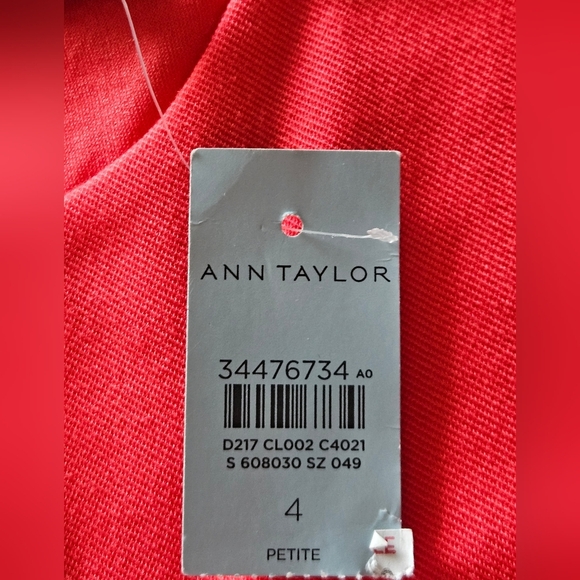 ANN TAYLOR
34476734 A0
D217 CL002 C4021
S 608030 SZ 049
4
PETITE